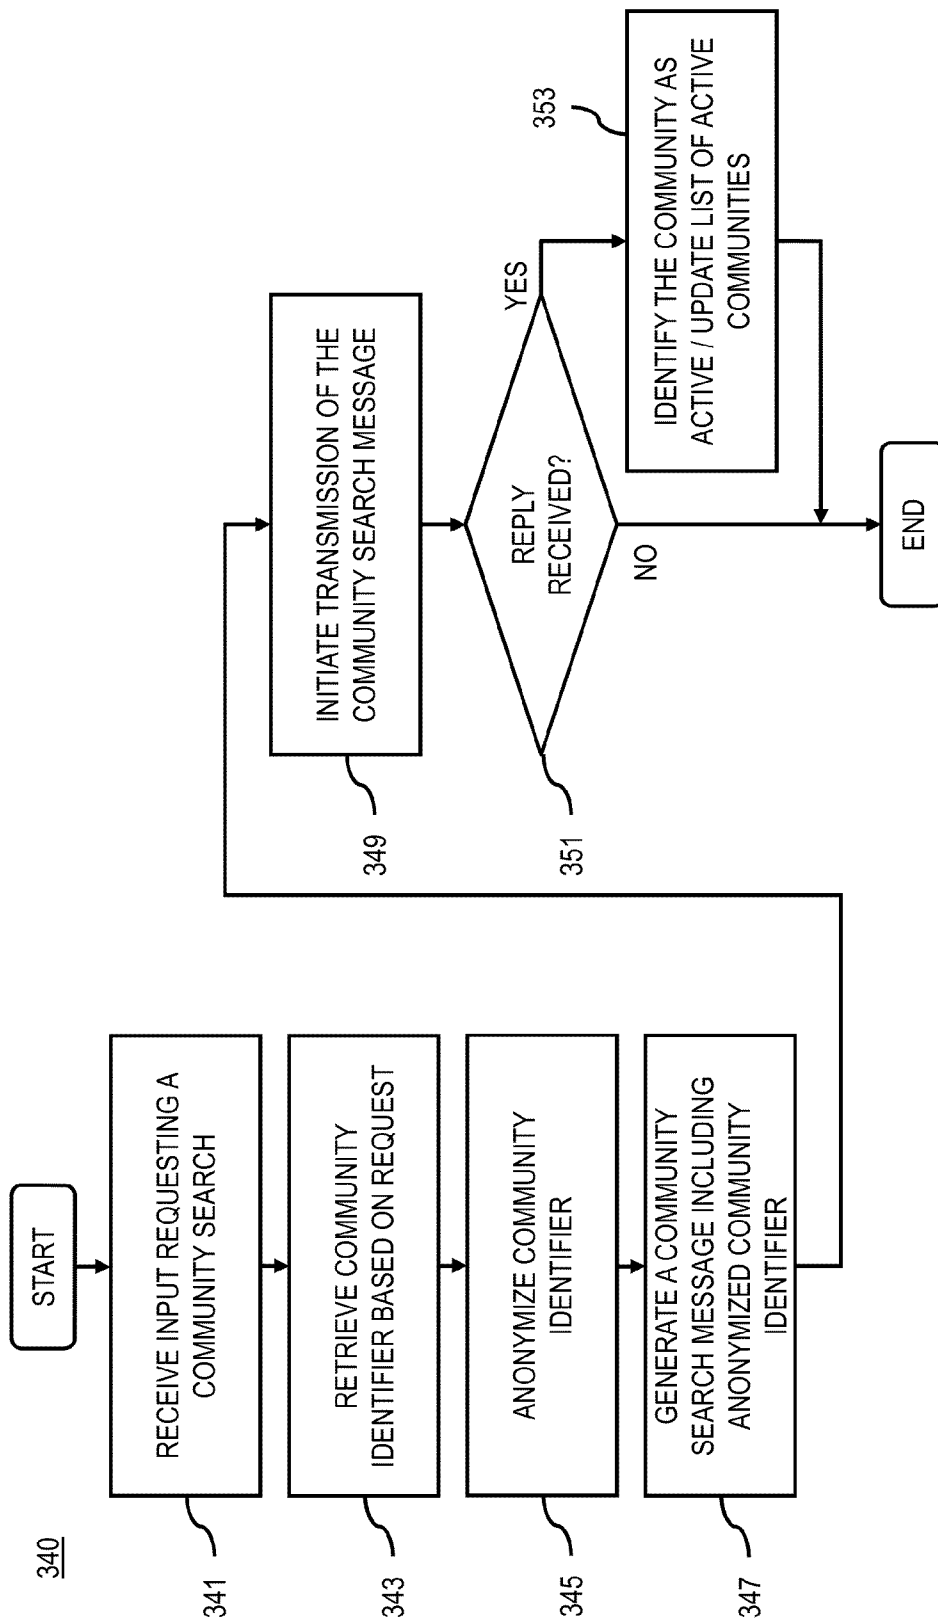 340
START
341
RECEIVE INPUT REQUESTING A
COMMUNITY SEARCH
343
RETRIEVE COMMUNITY
IDENTIFIER BASED ON REQUEST
345
ANONYMIZE COMMUNITY
IDENTIFIER
347
GENERATE A COMMUNITY
SEARCH MESSAGE INCLUDING
ANONYMIZED COMMUNITY
IDENTIFIER
349
INITIATE TRANSMISSION OF THE
COMMUNITY SEARCH MESSAGE
351
REPLY
RECEIVED?
YES
NO
353
IDENTIFY THE COMMUNITY AS
ACTIVE / UPDATE LIST OF ACTIVE
COMMUNITIES
END